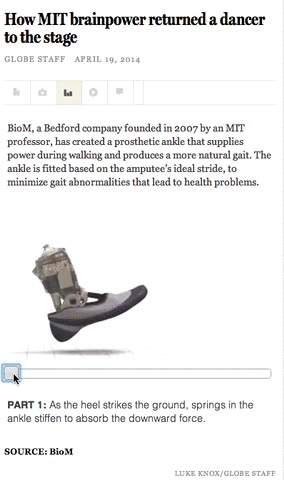 How MIT brainpower returned a dancer
to the stage
GLOBE STAFF APRIL 19, 2014
BioM, a Bedford company founded in 2007 by an MIT
professor, has created a prosthetic ankle that supplies
power during walking and produces a more natural gait. The
ankle is fitted based on the amputee's ideal stride, to
minimize gait abnormalities that lead to health problems.
PART 1: As the heel strikes the ground, springs in the
ankle stiffen to absorb the downward force.
SOURCE: BioM
LUKE KNOX/GLOBE STAFF